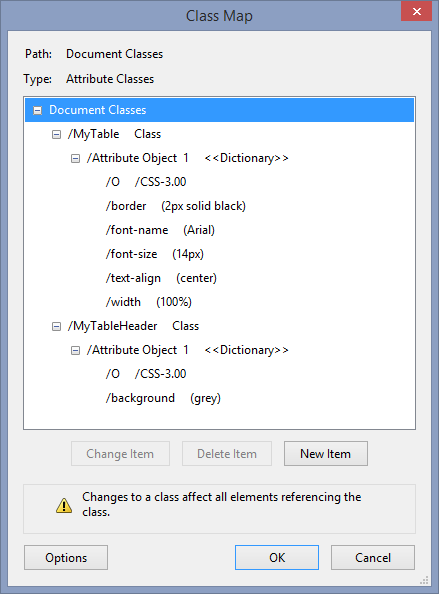 Class Map
Path: Document Classes
Type: Attribute Classes
Document Classes
/MyTable Class
/Attribute Object 1 <<Dictionary>>
/O /CSS-3.00
/border (2px solid black)
/font-name (Arial)
/font-size (14px)
/text-align (center)
/width (100%)
/MyTableHeader Class
/Attribute Object 1 <<Dictionary>>
/O /CSS-3.00
/background (grey)
Change Item Delete Item New Item
Changes to a class affect all elements referencing the
class.
Options OK Cancel